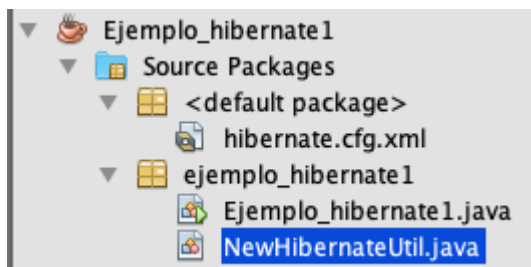 Ejemplo_hibernate1
Source Packages
<default package>
hibernate.cfg.xml
ejemplo_hibernate1
Ejemplo_hibernate1.java
NewHibernateUtil.java